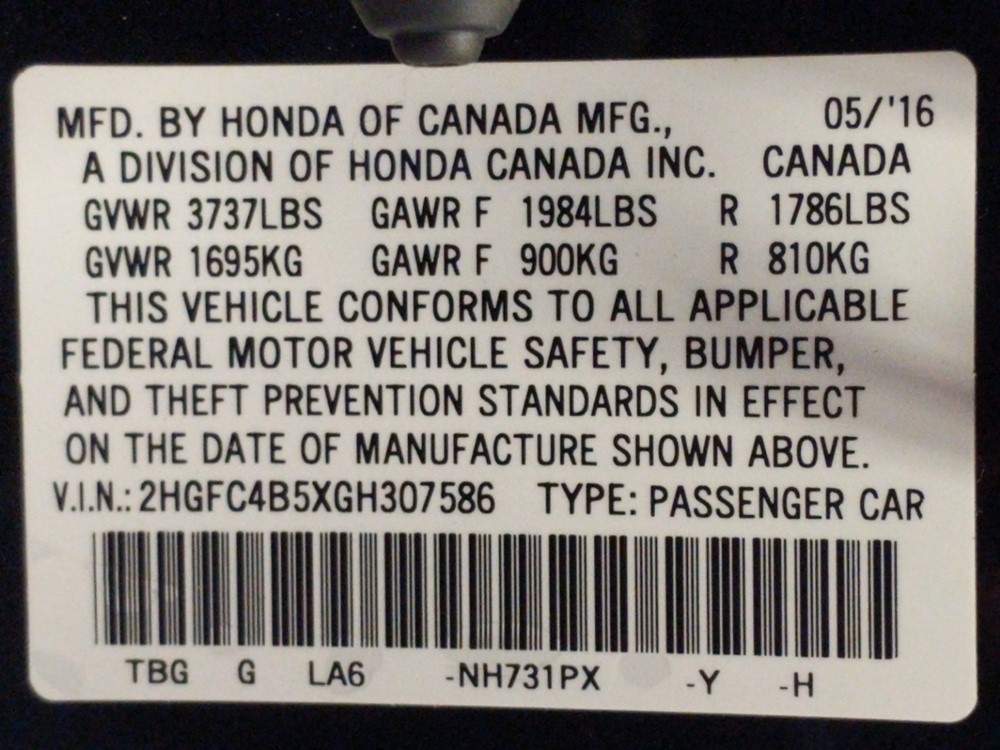 MFD. BY HONDA OF CANADA MFG., 05/'16
A DIVISION OF HONDA CANADA INC. CANADA
GVWR 3737LBS GAWR F 1984LBS R 1786LBS
GVWR 1695KG GAWR F 900KG R 810KG
THIS VEHICLE CONFORMS TO ALL APPLICABLE
FEDERAL MOTOR VEHICLE SAFETY, BUMPER,
AND THEFT PREVENTION STANDARDS IN EFFECT
ON THE DATE OF MANUFACTURE SHOWN ABOVE.
V.I.N.: 2HGFC4B5XGH307586 TYPE: PASSENGER CAR
TBG G LA6 -NH731PX -Y -H